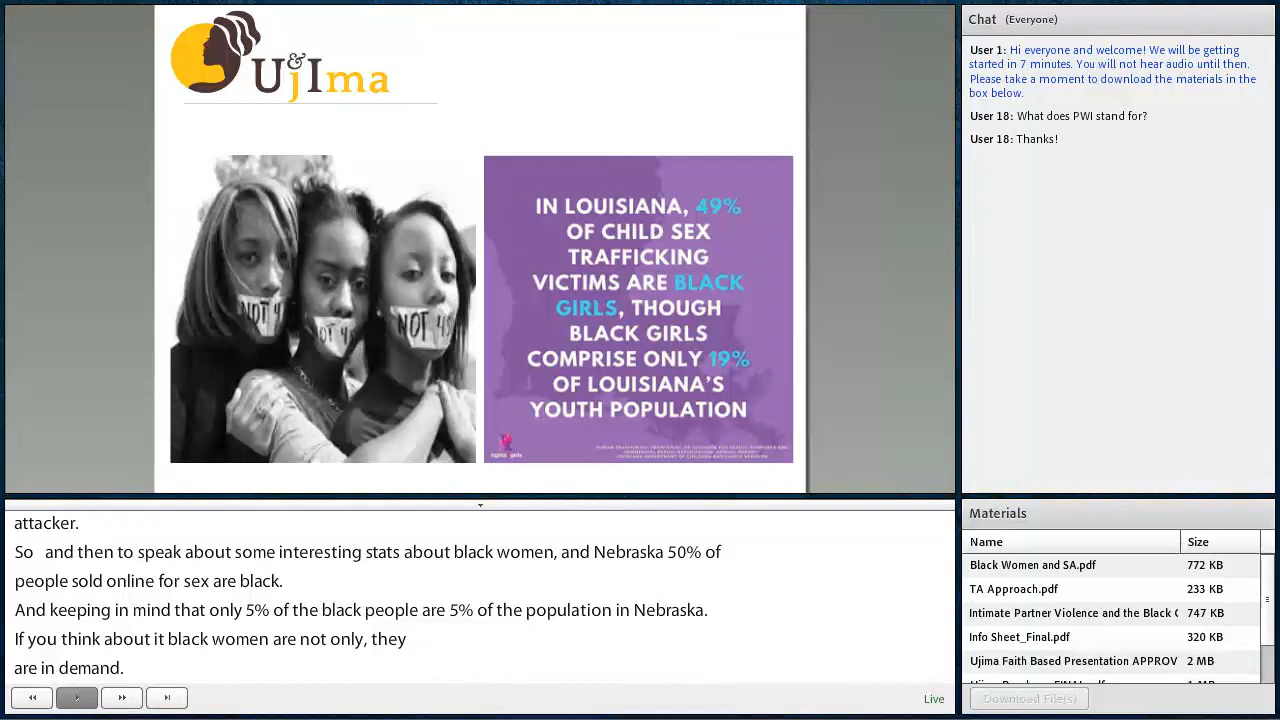 U&jIma
NOT 4
NOT 4S
NOT 4S
IN LOUISIANA, 49%
OF CHILD SEX
TRAFFICKING
VICTIMS ARE BLACK
GIRLS, THOUGH
BLACK GIRLS
COMPRISE ONLY 19%
OF LOUISIANA'S
YOUTH POPULATION
rights4girls
attacker.
So and then to speak about some interesting stats about black women, and Nebraska 50% of
people sold online for sex are black.
And keeping in mind that only 5% of the black people are 5% of the population in Nebraska.
If you think about it black women are not only, they
are in demand.
Live
Chat (Everyone)
User 1: Hi everyone and welcome! We will be getting
started in 7 minutes. You will not hear audio until then.
Please take a moment to download the materials in the
box below.
User 18: What does PWI stand for?
User 18: Thanks!
Materials
Name Size
Black Women and SA.pdf 772 KB
TA Approach.pdf 233 KB
Intimate Partner Violence and the Black C 747 KB
Info Sheet_Final.pdf 320 KB
Ujima Faith Based Presentation APPROV 2 MB
Download File(s)